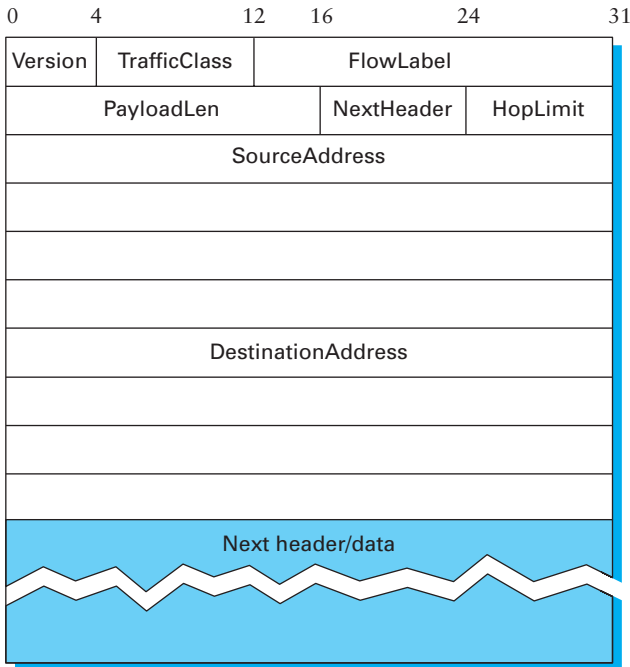 0 4 12 16 24 31
Version TrafficClass FlowLabel
PayloadLen NextHeader HopLimit
SourceAddress
DestinationAddress
Next header/data